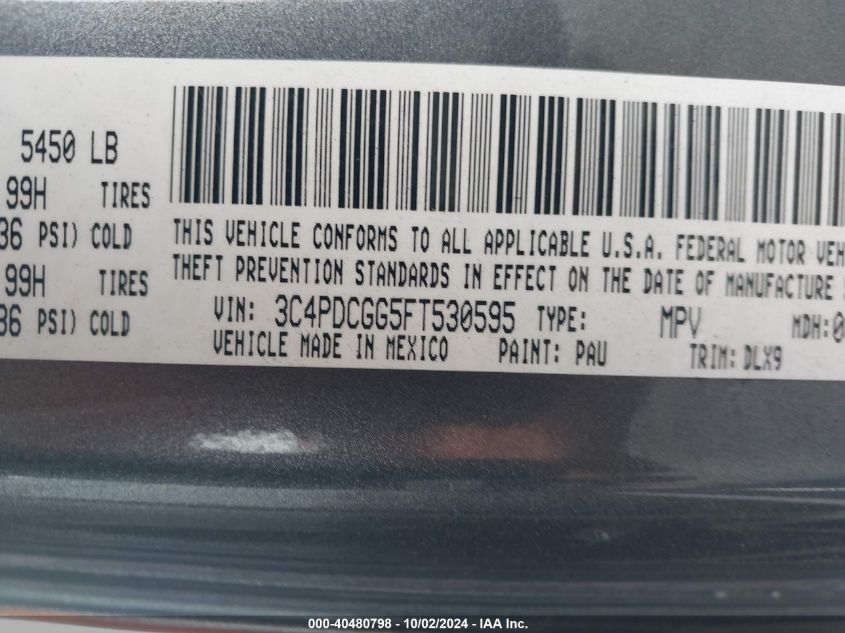 5450 LB
99H TIRES
36 PSI) COLD
99H TIRES
36 PSI) COLD
THIS VEHICLE CONFORMS TO ALL APPLICABLE U.S.A. FEDERAL MOTOR VEH
THEFT PREVENTION STANDARDS IN EFFECT ON THE DATE OF MANUFACTURE
VIN: 3C4PDCGG5FT530595 TYPE: MPV MDH:0
VEHICLE MADE IN MEXICO PAINT: PAU TRIM: DLX9
000-40480798 - 10/02/2024 - IAA Inc.